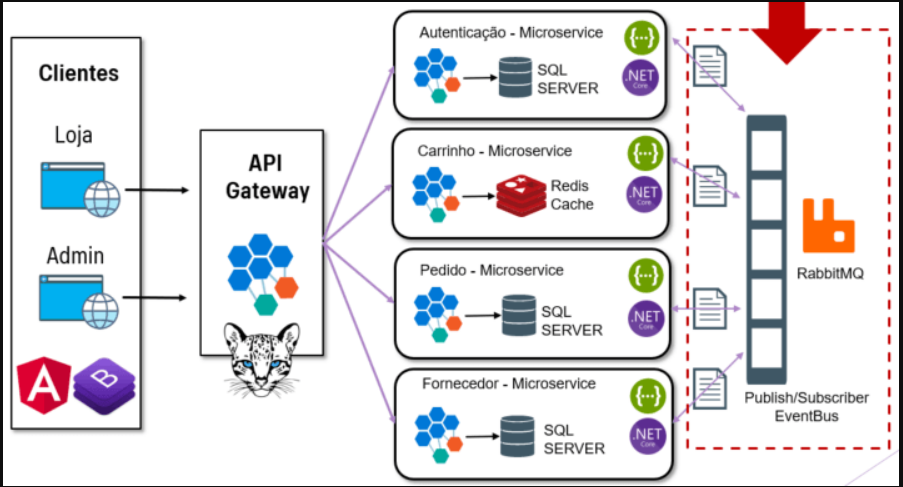 Clientes
Loja
Admin
A
B
API
Gateway
Autenticação - Microservice
SQL
SERVER
{···}
.NET
Core
Carrinho - Microservice
Redis
Cache
{···}
.NET
Core
Pedido - Microservice
SQL
SERVER
{···}
.NET
Core
Fornecedor - Microservice
SQL
SERVER
{···}
.NET
Core
RabbitMQ
Publish/Subscriber
EventBus